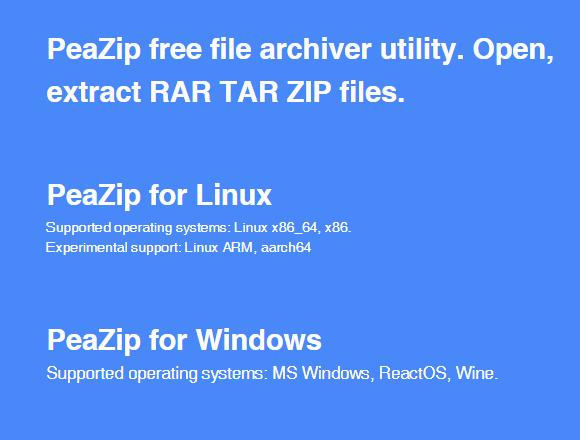 PeaZip free file archiver utility. Open,
extract RAR TAR ZIP files.
PeaZip for Linux
Supported operating systems: Linux x86_64, x86.
Experimental support: Linux ARM, aarch64
PeaZip for Windows
Supported operating systems: MS Windows, ReactOS, Wine.